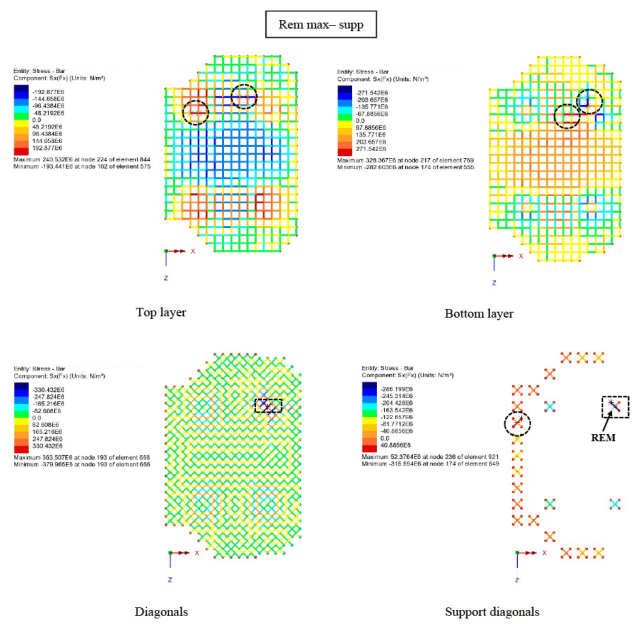 Rem max– supp
Entity: Stress - Bar
Component: Sx(Fx) (Units: N/m²)
-192.877E6
-144.658E6
-96.4384E6
-48.2192E6
0.0
48.2192E6
96.4384E6
144.658E6
192.877E6
Maximum 240.532E6 at node 224 of element 844
Minimum -193.441E6 at node 162 of element 575
X
Z
Top layer
Entity: Stress - Bar
Component: Sx(Fx) (Units: N/m²)
-271.542E6
-203.657E6
-135.771E6
-67.8856E6
0.0
67.8856E6
135.771E6
203.657E6
271.542E6
Maximum 328.367E6 at node 217 of element 769
Minimum -282.603E6 at node 174 of element 555
X
Z
Bottom layer
Entity: Stress - Bar
Component: Sx(Fx) (Units: N/m²)
-330.432E6
-247.824E6
-165.216E6
-82.608E6
0.0
82.608E6
165.216E6
247.824E6
330.432E6
Maximum 363.507E6 at node 193 of element 658
Minimum -379.965E6 at node 193 of element 666
X
Z
Diagonals
Entity: Stress - Bar
Component: Sx(Fx) (Units: N/m²)
-286.199E6
-245.314E6
-204.428E6
-163.542E6
-122.657E6
-81.7712E6
-40.8856E6
0.0
40.8856E6
Maximum 52.3764E6 at node 236 of element 921
Minimum -315.594E6 at node 174 of element 649
REM
X
Z
Support diagonals